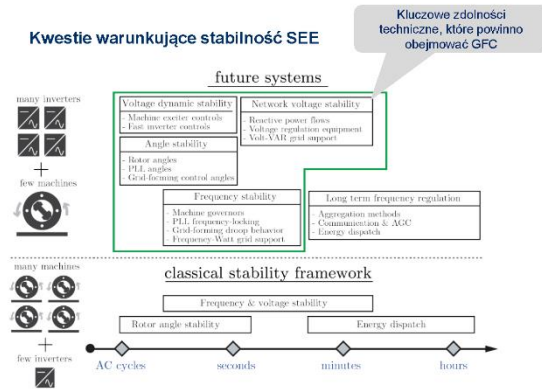 Kwestie warunkujące stabilność SEE
Kluczowe zdolności
techniczne, które powinno
obejmować GFC
future systems
many inverters
+
few machines
Voltage dynamic stability
- Machine exciter controls
- Fast inverter controls
Network voltage stability
- Reactive power flows
- Voltage regulation equipment
- Volt-VAR grid support
Angle stability
- Rotor angles
- PLL angles
- Grid-forming control angles
Frequency stability
- Machine governors
- PLL frequency-locking
- Grid-forming droop behavior
- Frequency-Watt grid support
Long term frequency regulation
- Aggregation methods
- Communication & AGC
- Energy dispatch
many machines
+
few inverters
classical stability framework
Frequency & voltage stability
Rotor angle stability
Energy dispatch
AC cycles
seconds
minutes
hours